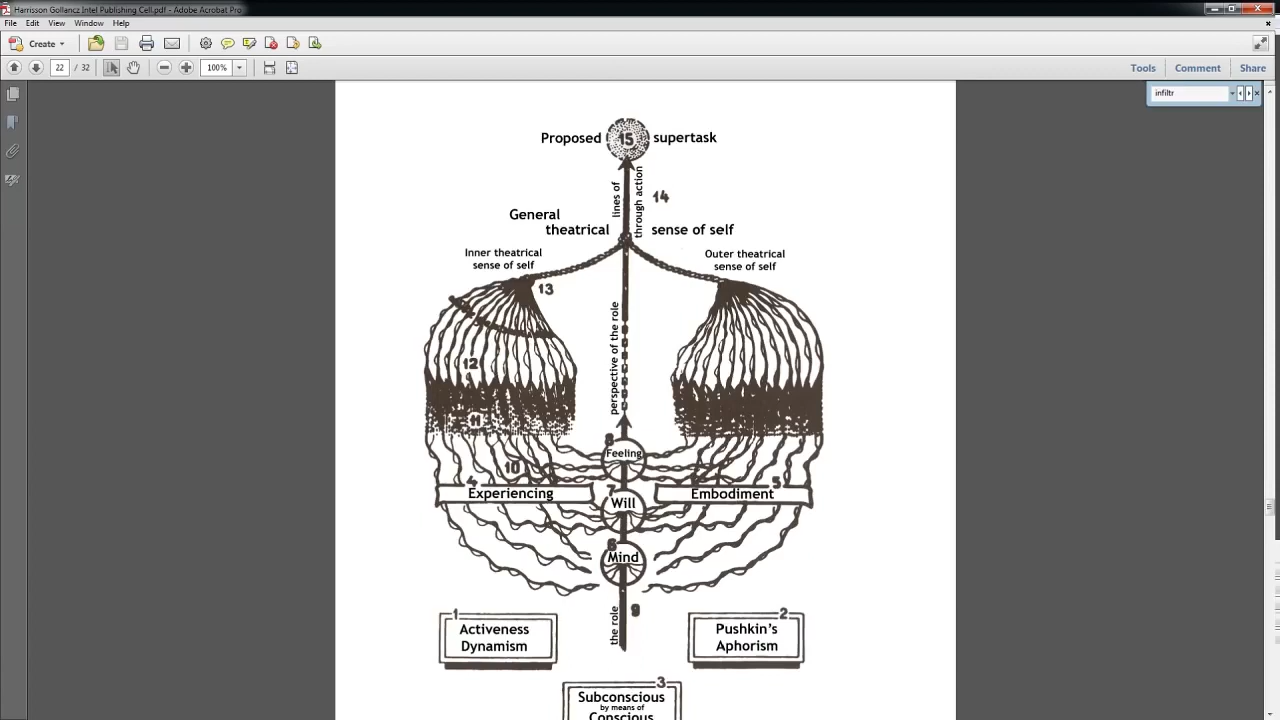 Harrisson Gollancz Intel Publishing Cell.pdf - Adobe Acrobat Pro
File Edit View Window Help
Create
22 / 32 100% Tools Comment Share
infiltr
Proposed 15 supertask
lines of through action 14
General theatrical sense of self
Inner theatrical sense of self
Outer theatrical sense of self
13
perspective of the role
12
11
8
Feeling
10
4
Experiencing
7
Will
5
Embodiment
6
Mind
the role
9
1
Activeness
Dynamism
2
Pushkin's
Aphorism
3
Subconscious
by means of
Conscious